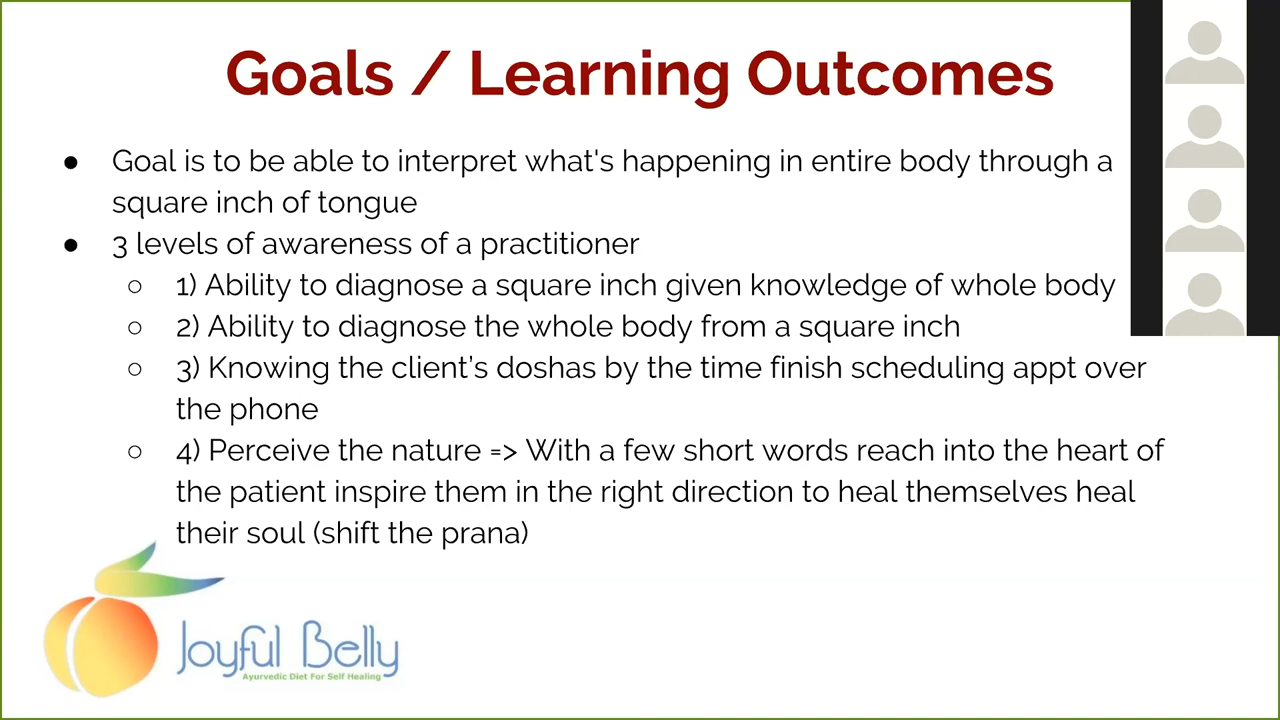 Goals / Learning Outcomes
● Goal is to be able to interpret what's happening in entire body through a
square inch of tongue
● 3 levels of awareness of a practitioner
○ 1) Ability to diagnose a square inch given knowledge of whole body
○ 2) Ability to diagnose the whole body from a square inch
○ 3) Knowing the client’s doshas by the time finish scheduling appt over
the phone
○ 4) Perceive the nature => With a few short words reach into the heart of
the patient inspire them in the right direction to heal themselves heal
their soul (shift the prana)
Joyful Belly
Ayurvedic Diet For Self Healing